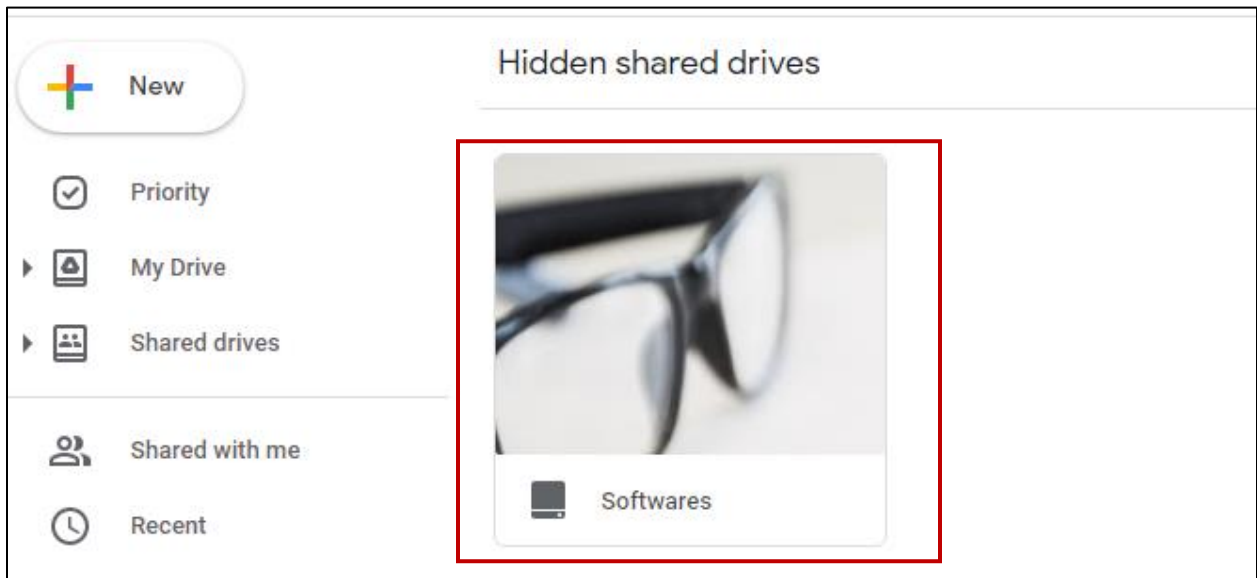 New
Priority
My Drive
Shared drives
Shared with me
Recent
Hidden shared drives
Softwares